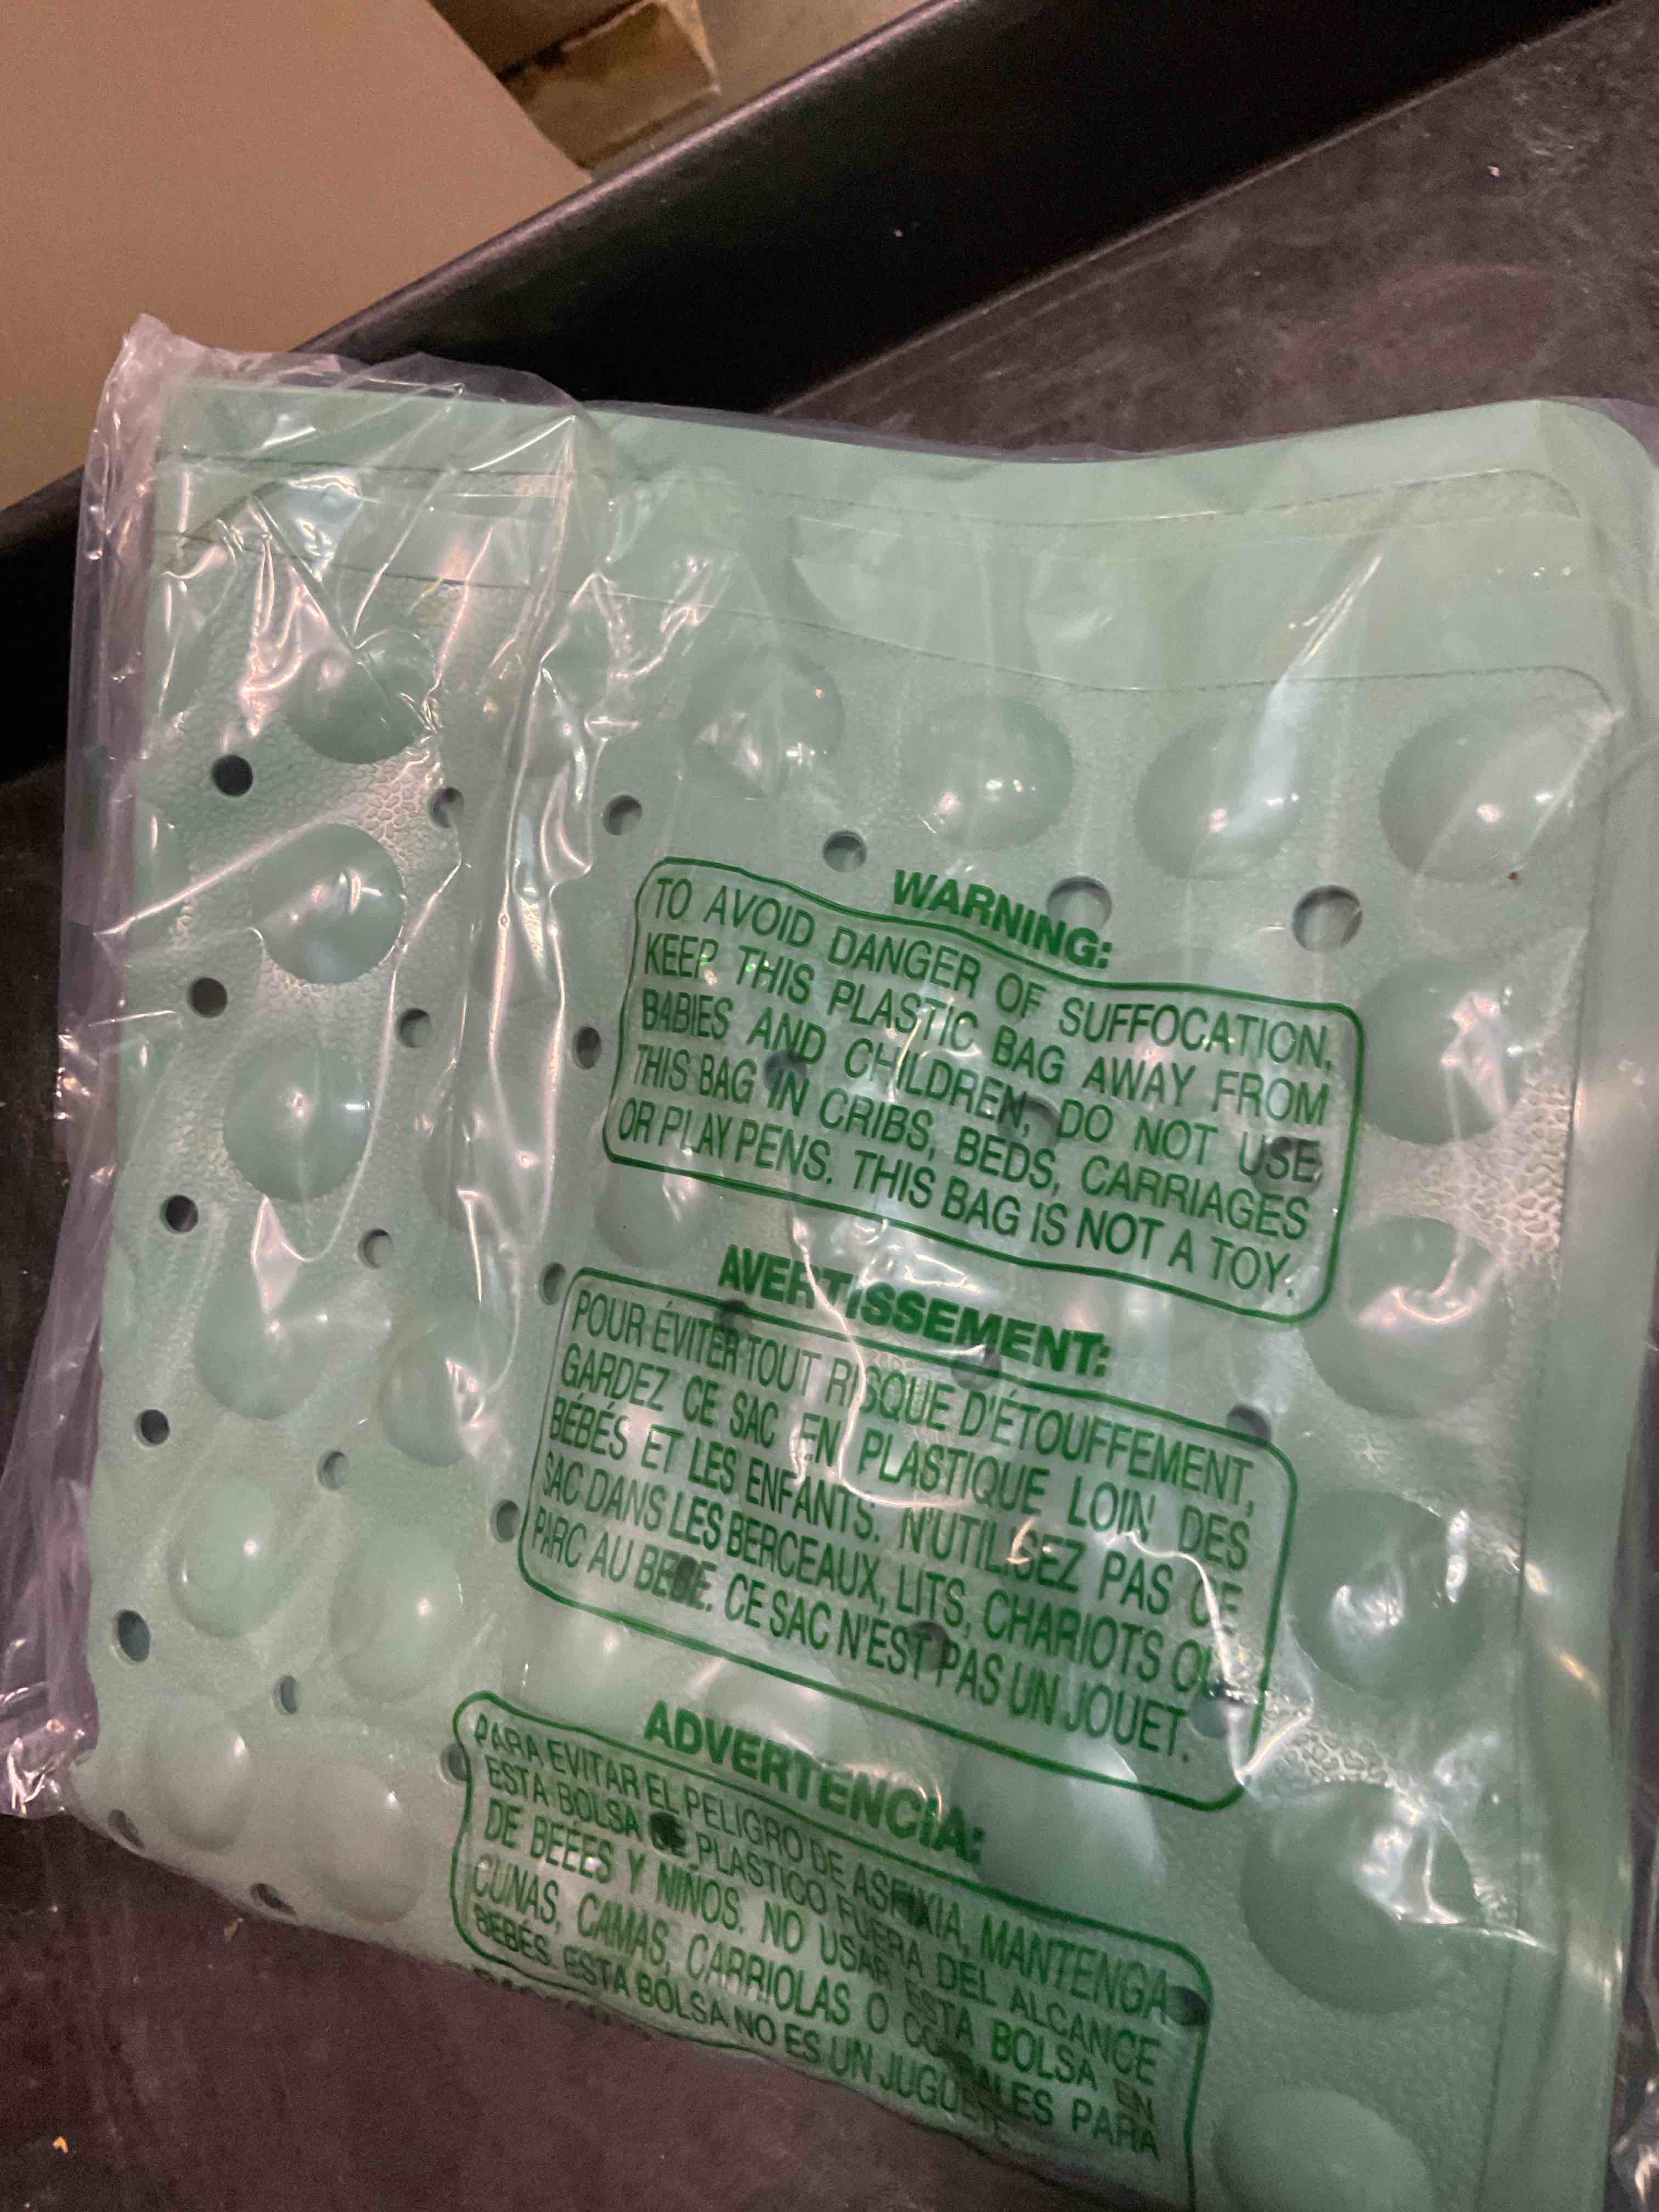 WARNING:
TO AVOID DANGER OF SUFFOCATION,
KEEP THIS PLASTIC BAG AWAY FROM
BABIES AND CHILDREN, DO NOT USE
THIS BAG IN CRIBS, BEDS, CARRIAGES
OR PLAY PENS. THIS BAG IS NOT A TOY.
AVERTISSEMENT:
POUR ÉVITER TOUT RISQUE D'ÉTOUFFEMENT,
GARDEZ CE SAC EN PLASTIQUE LOIN DES
BÉBÉS ET LES ENFANTS. N'UTILISEZ PAS CE
SAC DANS LES BERCEAUX, LITS, CHARIOTS OU
PARC AU BEBE. CE SAC N'EST PAS UN JOUET.
ADVERTENCIA:
PARA EVITAR EL PELIGRO DE ASFIXIA, MANTENGA
ESTA BOLSA DE PLASTICO FUERA DEL ALCANCE
DE BEÉES Y NIÑOS. NO USAR ESTA BOLSA EN
CUNAS, CAMAS, CARRIOLAS O PARA
BEBÉS. ESTA BOLSA NO ES UN JUGUETE